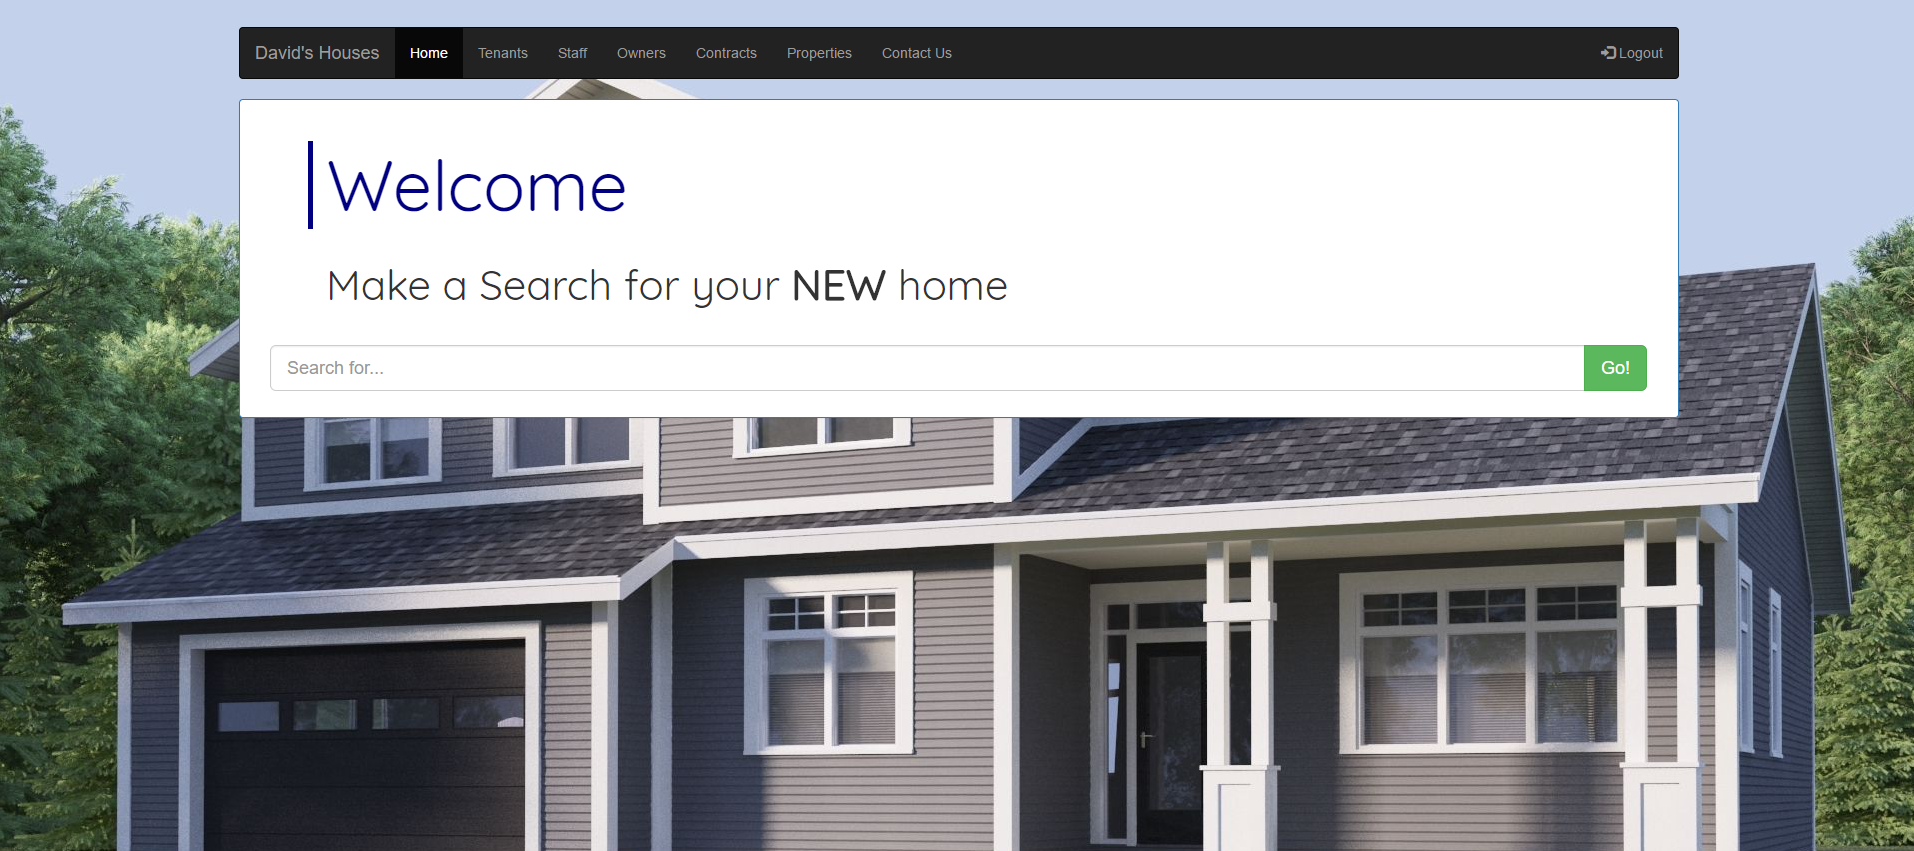 David's Houses Home Tenants Staff Owners Contracts Properties Contact Us Logout
Welcome
Make a Search for your NEW home
Search for... Go!